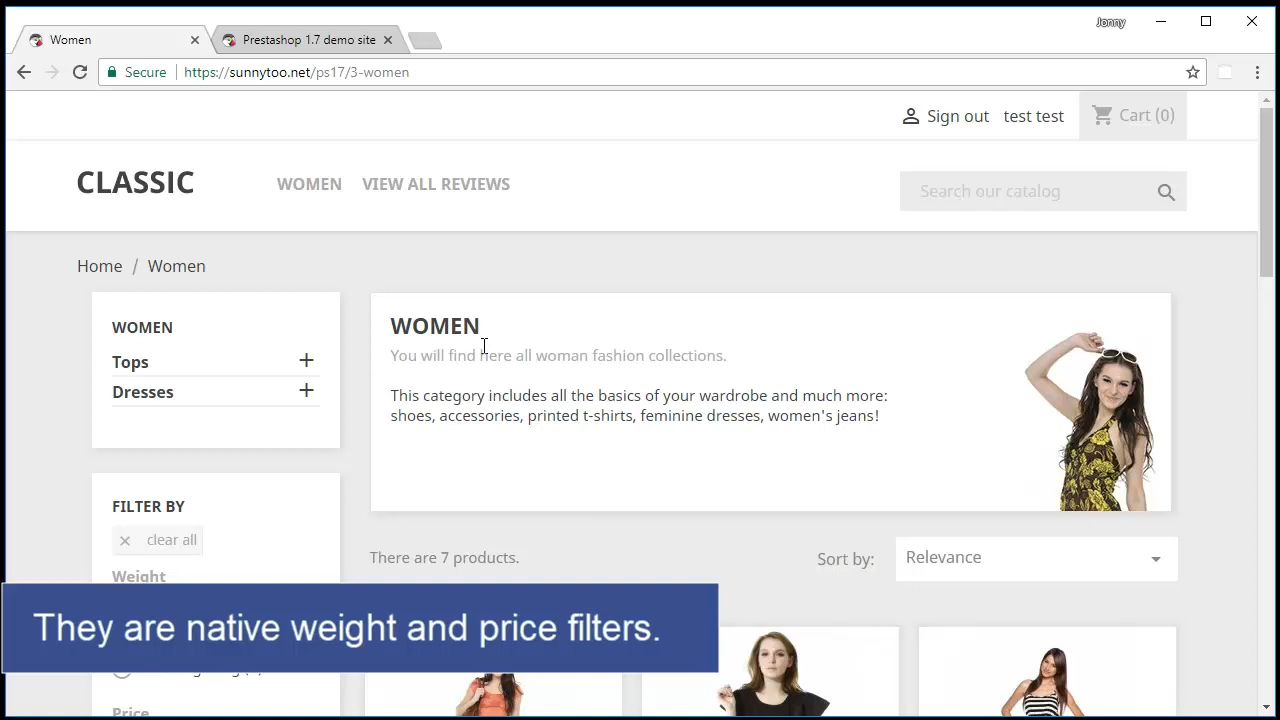 Jonny
Women
Prestashop 1.7 demo site
Secure
https://sunnytoo.net/ps17/3-women
Sign out
test test
Cart (0)
CLASSIC
WOMEN
VIEW ALL REVIEWS
Search our catalog
Home / Women
WOMEN
Tops
Dresses
FILTER BY
clear all
Weight
WOMEN
You will find here all woman fashion collections.
This category includes all the basics of your wardrobe and much more:
shoes, accessories, printed t-shirts, feminine dresses, women's jeans!
There are 7 products.
Sort by:
Relevance
They are native weight and price filters.
Price